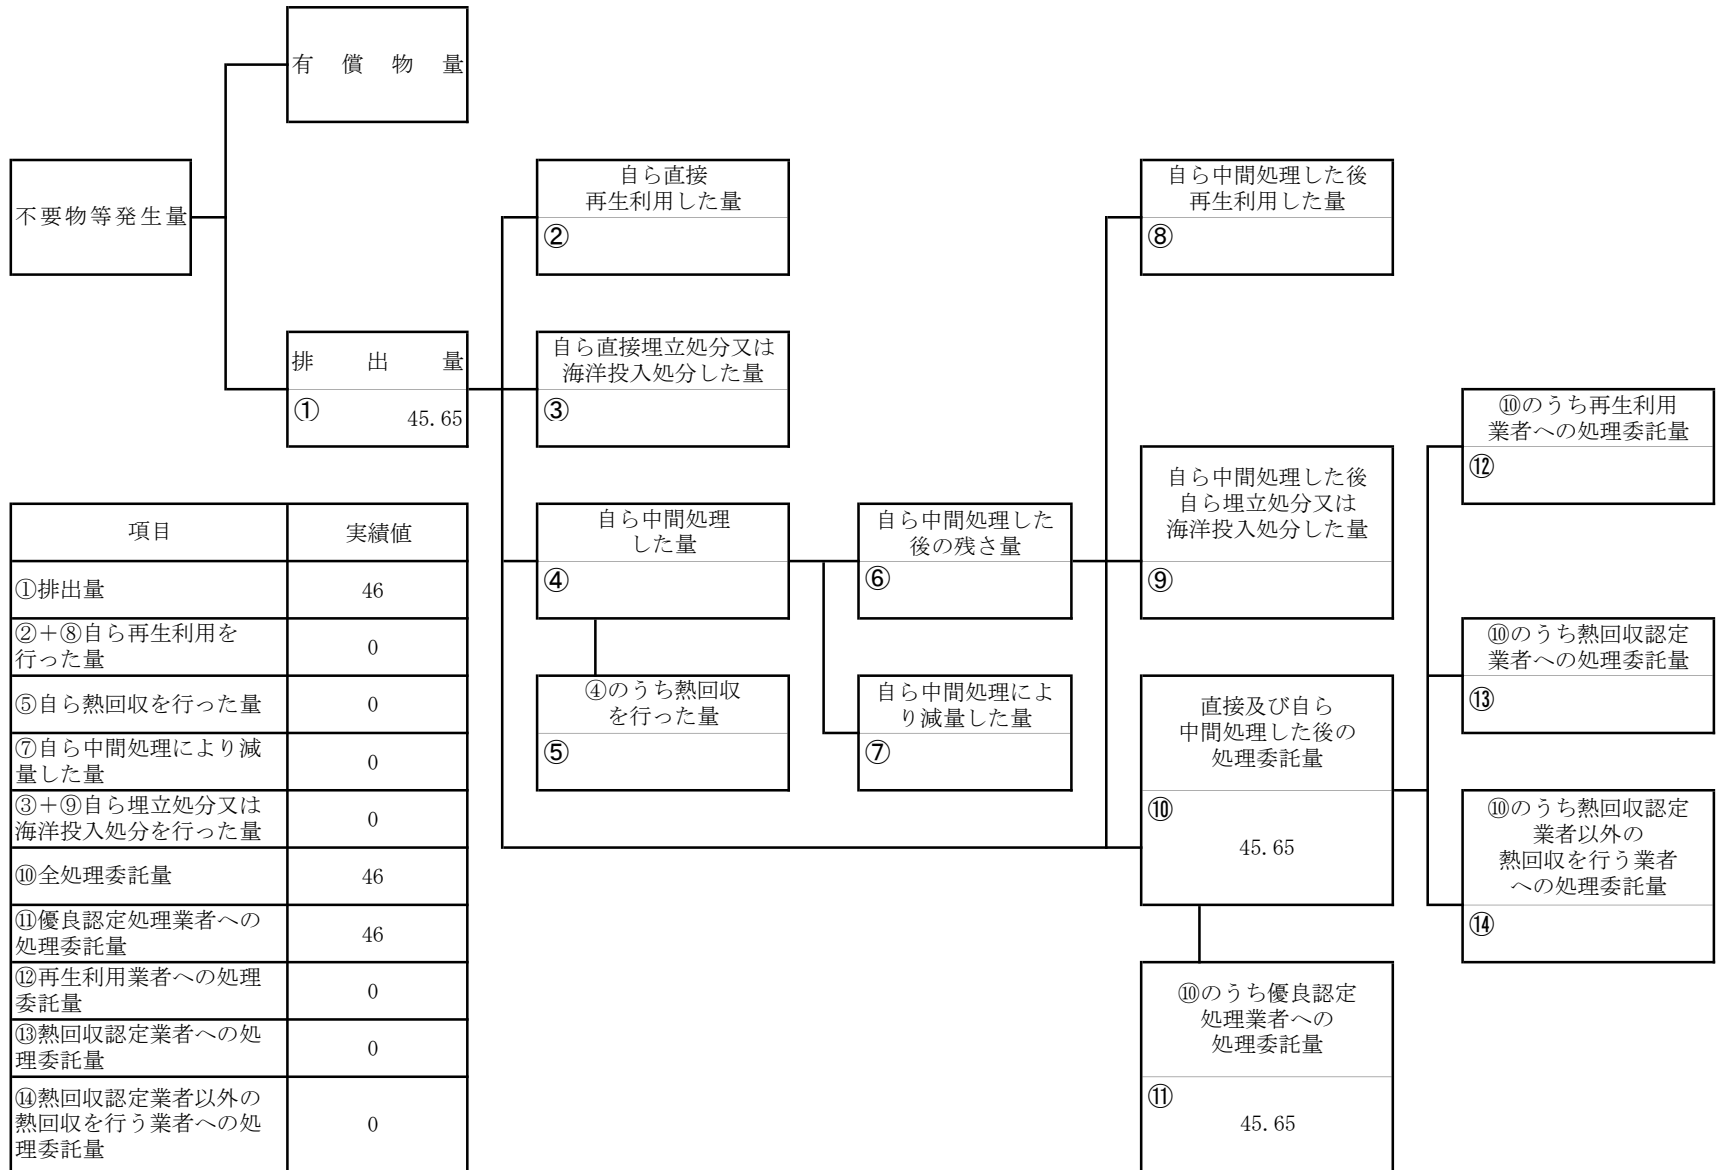 有償物量
不要物等発生量
自ら直接
再生利用した量
②
自ら中間処理した後
再生利用した量
⑧
排出量
①
45.65
自ら直接埋立処分又は
海洋投入処分した量
③
⑩のうち再生利用
業者への処理委託量
⑫
自ら中間処理
した量
④
自ら中間処理した
後の残さ量
⑥
自ら中間処理した後
自ら埋立処分又は
海洋投入処分した量
⑨
⑩のうち熱回収認定
業者への処理委託量
⑬
④のうち熱回収
を行った量
⑤
自ら中間処理によ
り減量した量
⑦
直接及び自ら
中間処理した後の
処理委託量
⑩
45.65
⑩のうち熱回収認定
業者以外の
熱回収を行う業者
への処理委託量
⑭
⑩のうち優良認定
処理業者への
処理委託量
⑪
45.65
項目 実績値
①排出量 46
②＋⑧自ら再生利用を
行った量 0
⑤自ら熱回収を行った量 0
⑦自ら中間処理により減
量した量 0
③＋⑨自ら埋立処分又は
海洋投入処分を行った量 0
⑩全処理委託量 46
⑪優良認定処理業者への
処理委託量 46
⑫再生利用業者への処理
委託量 0
⑬熱回収認定業者への処
理委託量 0
⑭熱回収認定業者以外の
熱回収を行う業者への処
理委託量 0